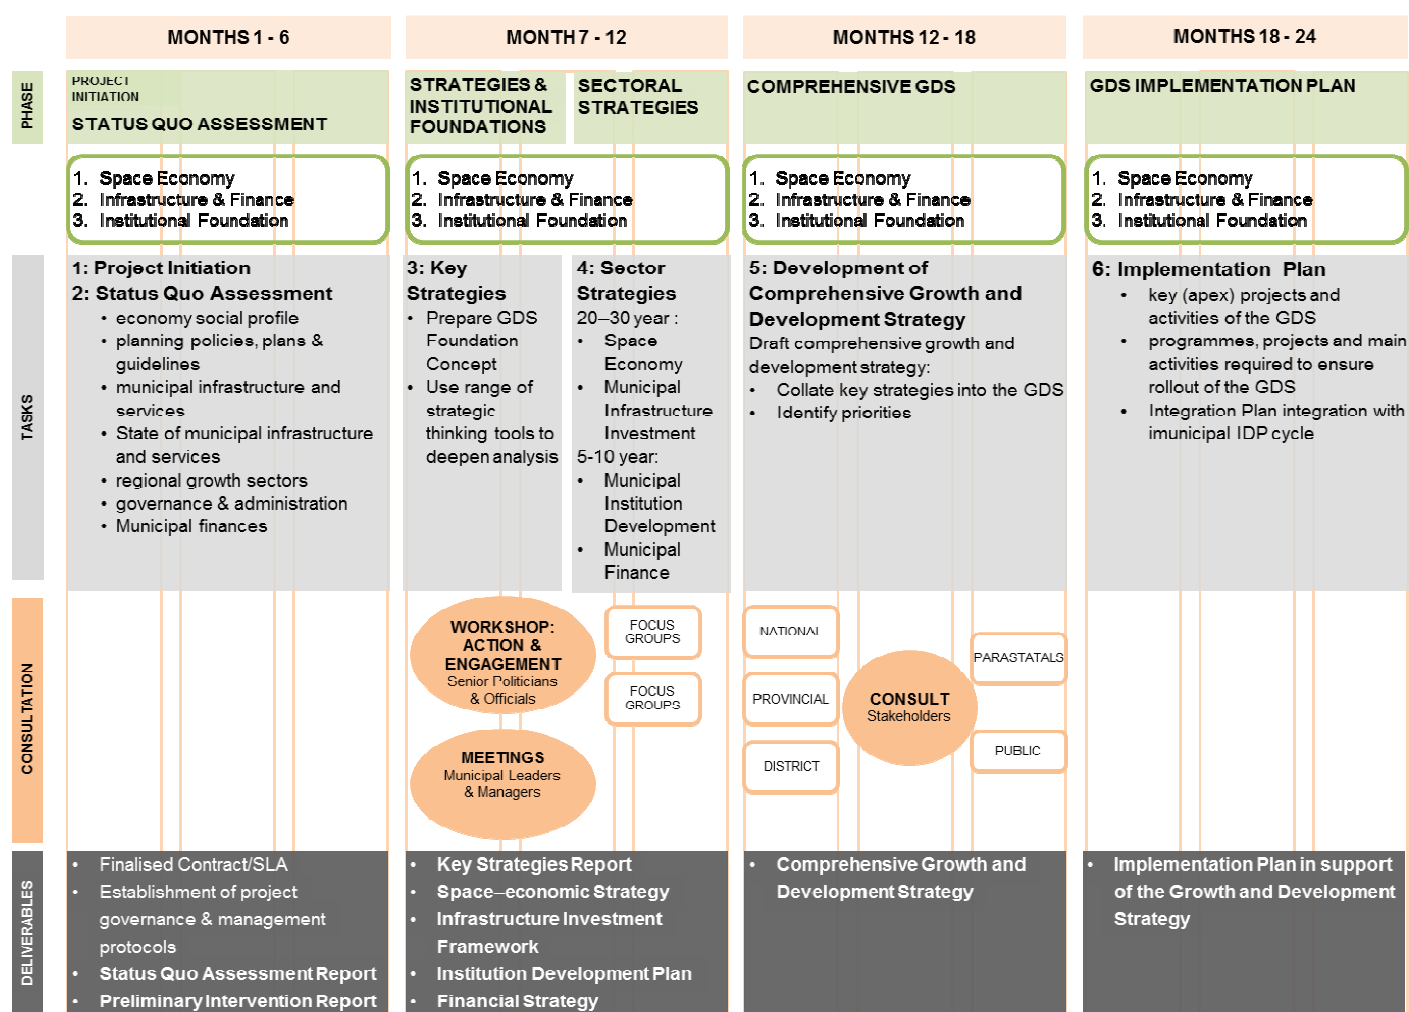 MONTHS 1 - 6
MONTH 7 - 12
MONTHS 12 - 18
MONTHS 18 - 24
PHASE
PROJECT
INITIATION
STATUS QUO ASSESSMENT
STRATEGIES &
INSTITUTIONAL
FOUNDATIONS
SECTORAL
STRATEGIES
COMPREHENSIVE GDS
GDS IMPLEMENTATION PLAN
1. Space Economy
2. Infrastructure & Finance
3. Institutional Foundation
1. Space Economy
2. Infrastructure & Finance
3. Institutional Foundation
1. Space Economy
2. Infrastructure & Finance
3. Institutional Foundation
1. Space Economy
2. Infrastructure & Finance
3. Institutional Foundation
TASKS
1: Project Initiation
2: Status Quo Assessment
• economy social profile
• planning policies, plans &
guidelines
• municipal infrastructure and
services
• State of municipal infrastructure
and services
• regional growth sectors
• governance & administration
• Municipal finances
3: Key
Strategies
• Prepare GDS
Foundation
Concept
• Use range of
strategic
thinking tools to
deepen analysis
4: Sector
Strategies
20–30 year :
• Space
Economy
• Municipal
Infrastructure
Investment
5-10 year:
• Municipal
Institution
Development
• Municipal
Finance
5: Development of
Comprehensive Growth and
Development Strategy
Draft comprehensive growth and
development strategy:
• Collate key strategies into the GDS
• Identify priorities
6: Implementation Plan
• key (apex) projects and
activities of the GDS
• programmes, projects and main
activities required to ensure
rollout of the GDS
• Integration Plan integration with
imunicipal IDP cycle
CONSULTATION
WORKSHOP:
ACTION &
ENGAGEMENT
Senior Politicians
& Officials
MEETINGS
Municipal Leaders
& Managers
FOCUS
GROUPS
FOCUS
GROUPS
NATIONAL
PROVINCIAL
DISTRICT
CONSULT
Stakeholders
PARASTATALS
PUBLIC
DELIVERABLES
• Finalised Contract/SLA
• Establishment of project
governance & management
protocols
• Status Quo Assessment Report
• Preliminary Intervention Report
• Key Strategies Report
• Space–economic Strategy
• Infrastructure Investment
Framework
• Institution Development Plan
• Financial Strategy
• Comprehensive Growth and
Development Strategy
• Implementation Plan in support
of the Growth and Development
Strategy